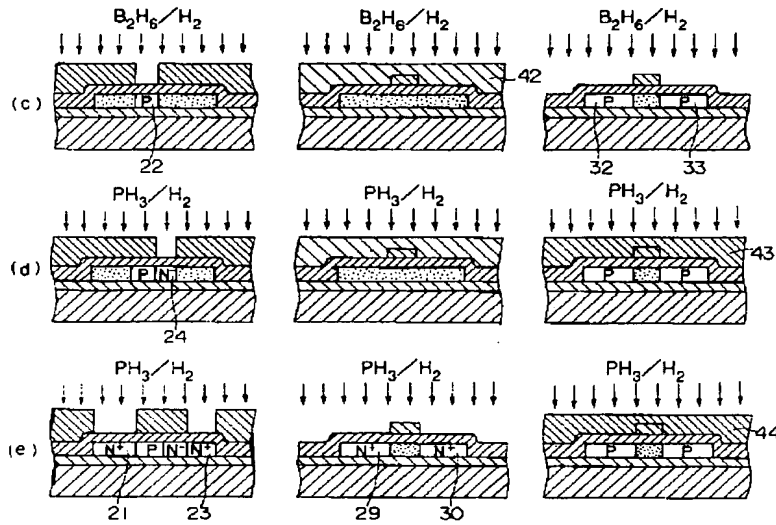 B₂H₆/H₂ B₂H₆/H₂ B₂H₆/H₂
(c) P P P
22 42 32 33
PH₃/H₂ PH₃/H₂ PH₃/H₂
(d) P N⁻ P P
24 43
PH₃/H₂ PH₃/H₂ PH₃/H₂
(e) N⁺ P N⁻ N⁺ N⁺ N⁺ P P
21 23 29 30 44